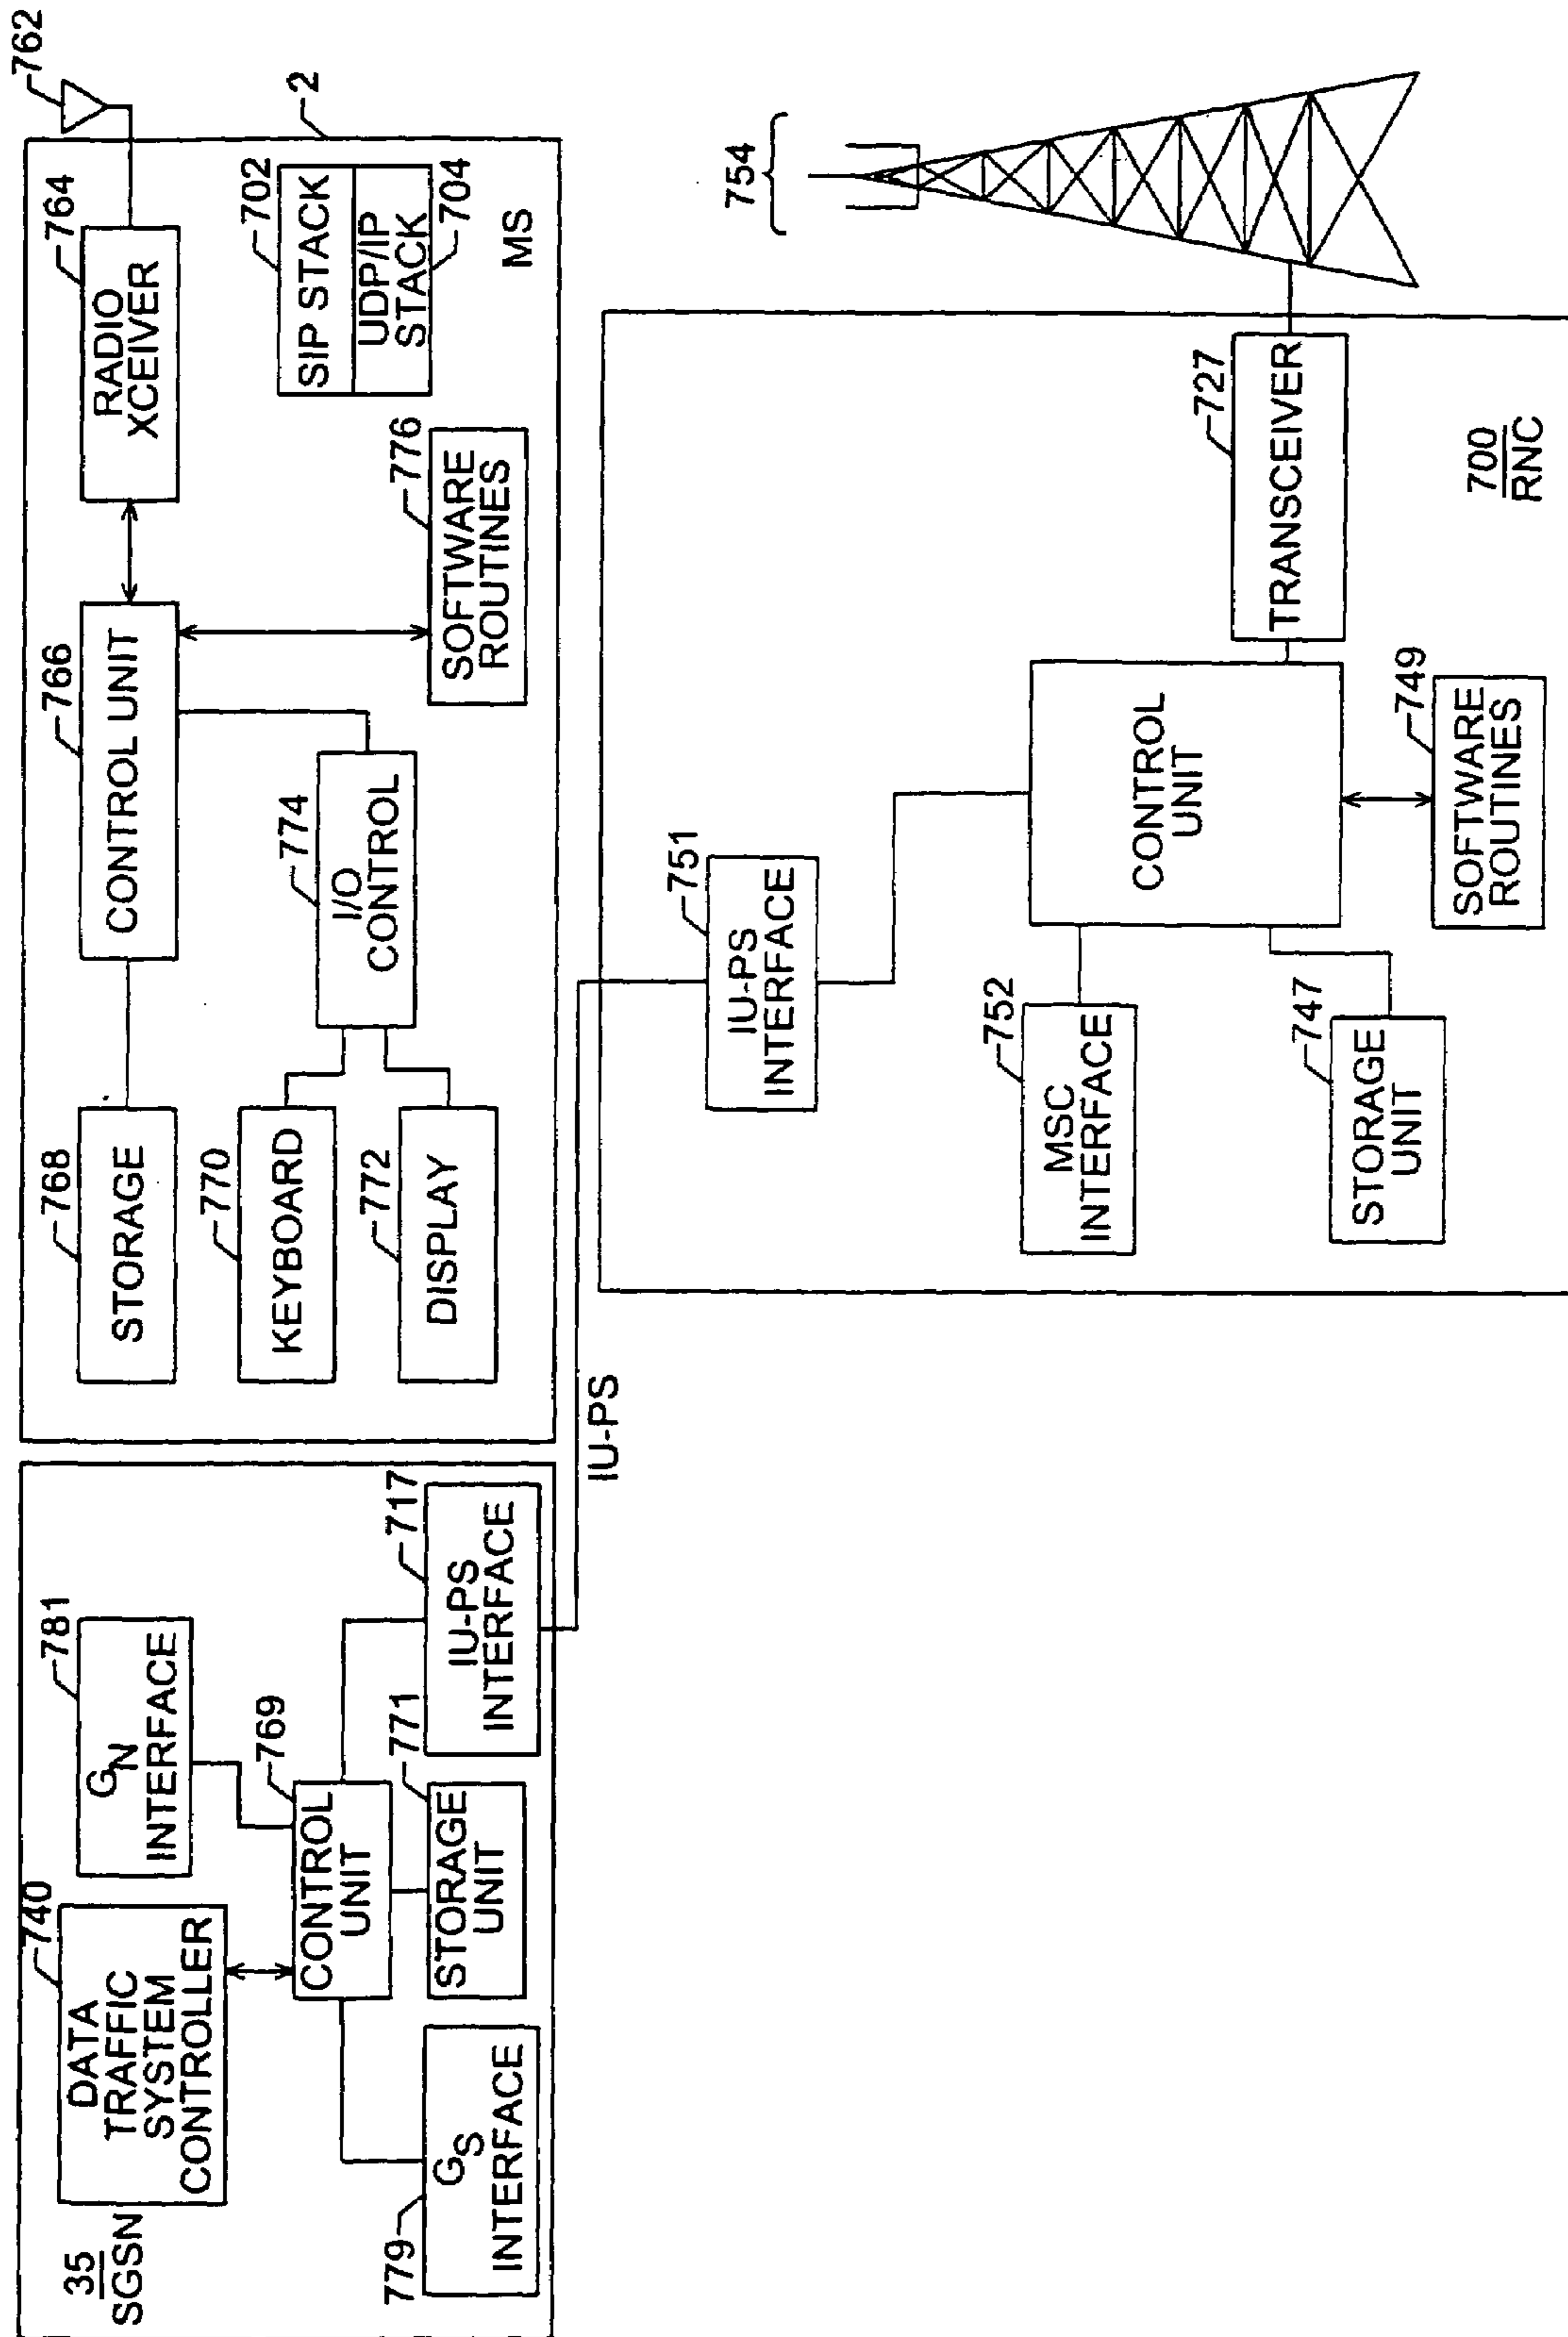 35
SGSN
740
DATA
TRAFFIC
SYSTEM
CONTROLLER
781
GN
INTERFACE
769
CONTROL
UNIT
779
GS
INTERFACE
771
STORAGE
UNIT
717
IU-PS
INTERFACE
IU-PS
768
STORAGE
766
CONTROL UNIT
764
RADIO
XCEIVER
762
2
770
KEYBOARD
772
DISPLAY
774
I/O
CONTROL
776
SOFTWARE
ROUTINES
702
SIP STACK
UDP/IP
STACK
704
MS
751
IU-PS
INTERFACE
752
MSC
INTERFACE
747
STORAGE
UNIT
CONTROL
UNIT
749
SOFTWARE
ROUTINES
727
TRANSCEIVER
754
700
RNC